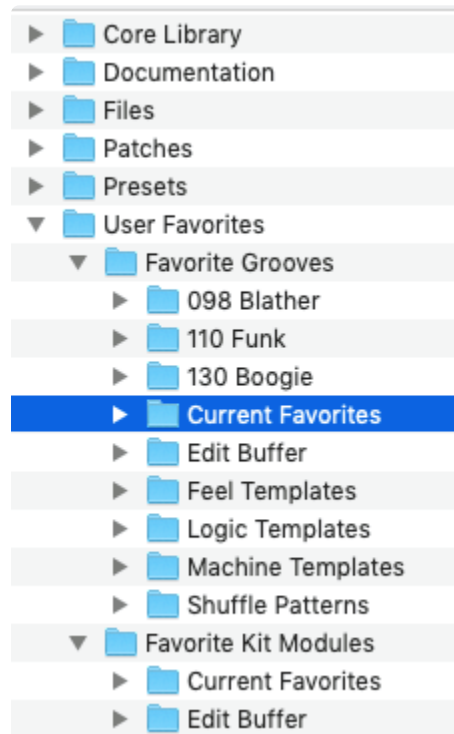 Core Library
Documentation
Files
Patches
Presets
User Favorites
Favorite Grooves
098 Blather
110 Funk
130 Boogie
Current Favorites
Edit Buffer
Feel Templates
Logic Templates
Machine Templates
Shuffle Patterns
Favorite Kit Modules
Current Favorites
Edit Buffer